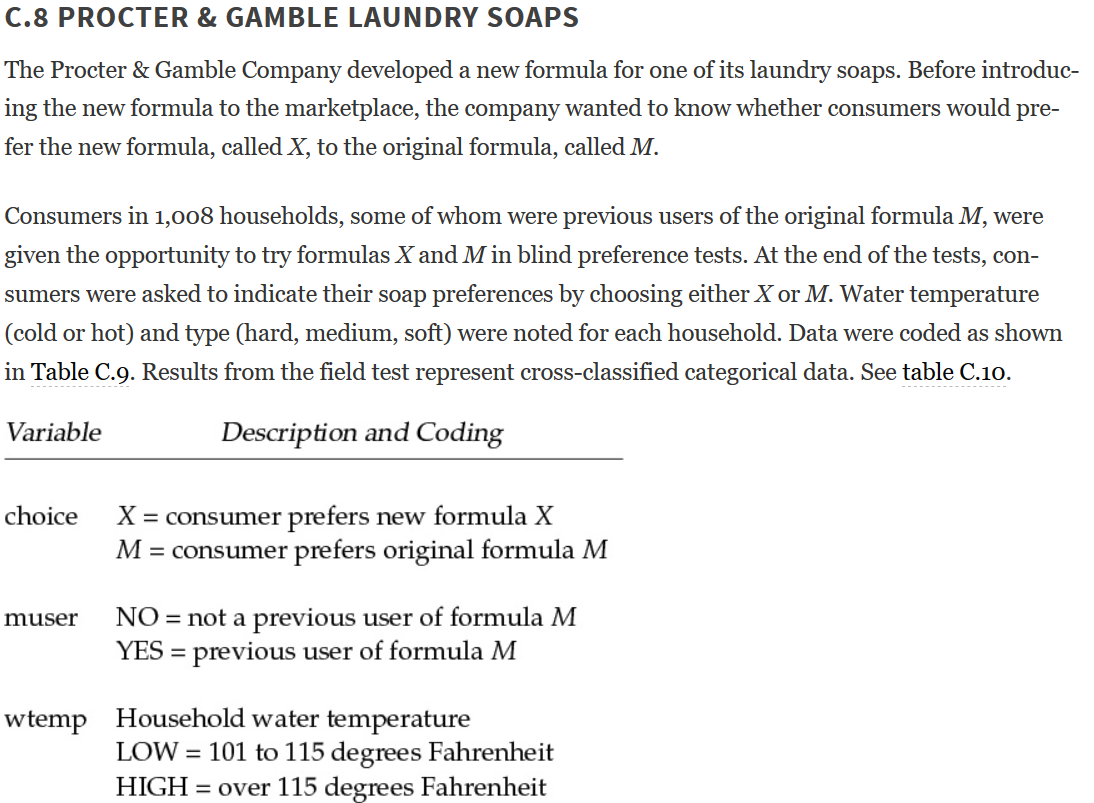 C.8 PROCTER & GAMBLE LAUNDRY SOAPS
The Procter & Gamble Company developed a new formula for one of its laundry soaps. Before introduc-
ing the new formula to the marketplace, the company wanted to know whether consumers would pre-
fer the new formula, called X, to the original formula, called M.
Consumers in 1,008 households, some of whom were previous users of the original formula M, were
given the opportunity to try formulas X and M in blind preference tests. At the end of the tests, con-
sumers were asked to indicate their soap preferences by choosing either X or M. Water temperature
(cold or hot) and type (hard, medium, soft) were noted for each household. Data were coded as shown
in Table C.9. Results from the field test represent cross-classified categorical data. See table C.10.
Variable Description and Coding
choice X = consumer prefers new formula X
M = consumer prefers original formula M
muser NO = not a previous user of formula M
YES = previous user of formula M
wtemp Household water temperature
LOW = 101 to 115 degrees Fahrenheit
HIGH = over 115 degrees Fahrenheit